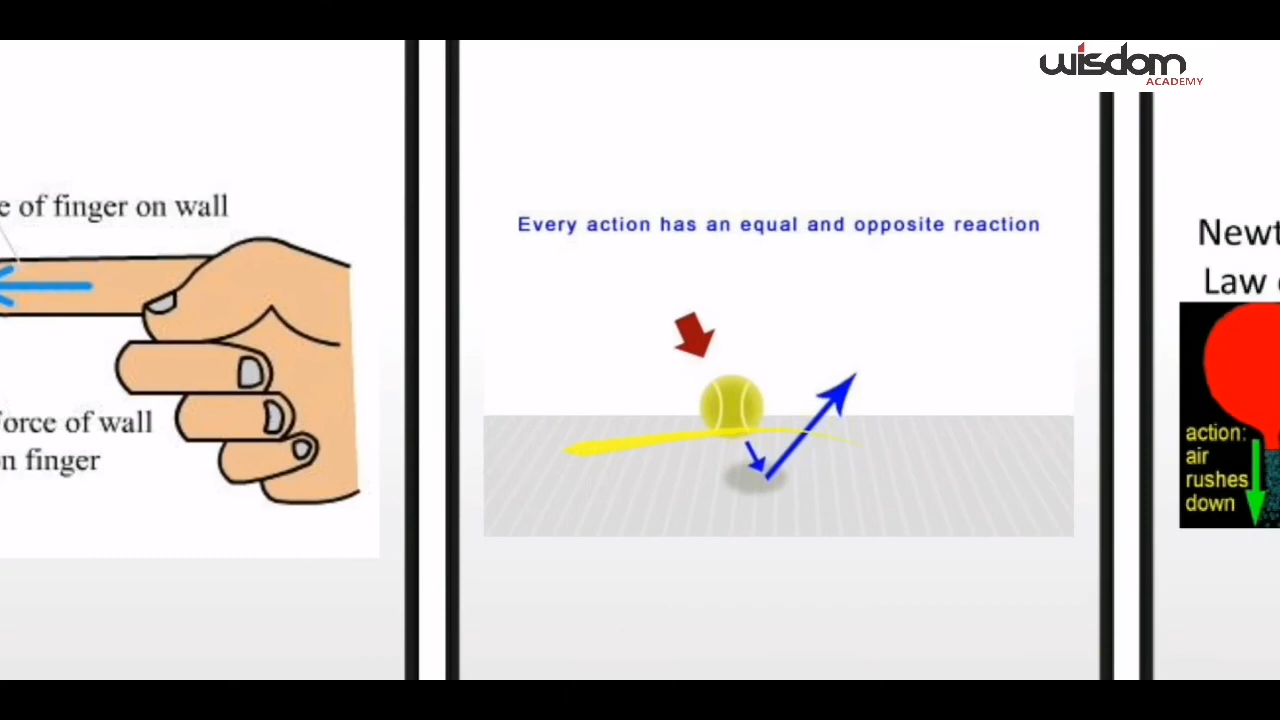 wisdom
ACADEMY
e of finger on wall
orce of wall
n finger
Every action has an equal and opposite reaction
Newt
Law
action:
air
rushes
down